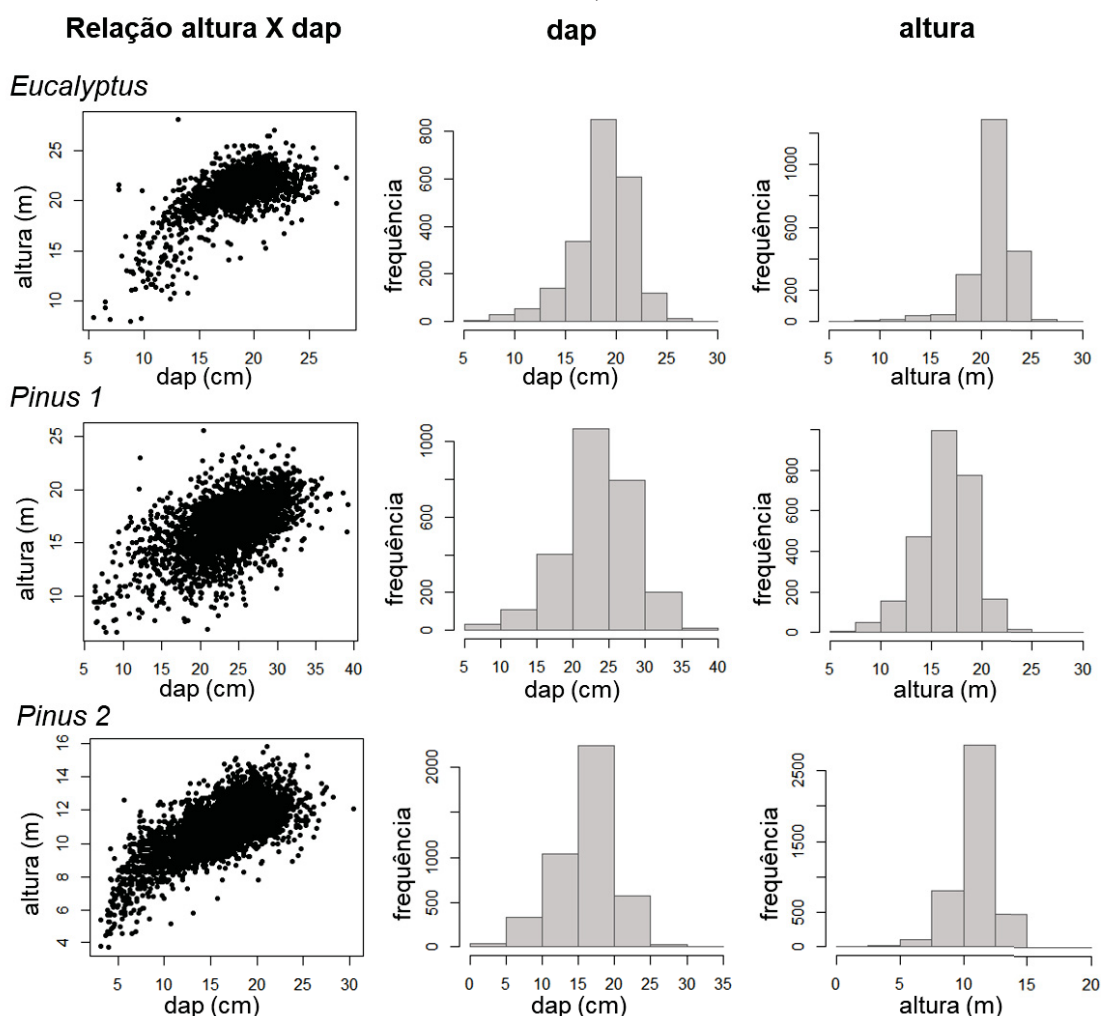 Relação altura X dap
dap
altura
Eucalyptus
altura (m)
10 15 20 25
5 10 15 20 25
dap (cm)
frequência
0 200 400 600 800
5 10 15 20 25 30
dap (cm)
frequência
0 200 600 1000
5 10 15 20 25 30
altura (m)
Pinus 1
altura (m)
10 15 20 25
5 10 15 20 25 30 35 40
dap (cm)
frequência
0 200 600 1000
5 10 15 20 25 30 35 40
dap (cm)
frequência
0 200 400 600 800
5 10 15 20 25 30
altura (m)
Pinus 2
altura (m)
4 6 8 10 12 14 16
5 10 15 20 25 30
dap (cm)
frequência
0 500 1000 2000
0 5 10 15 20 25 30 35
dap (cm)
frequência
0 500 1500 2500
0 5 10 15 20
altura (m)